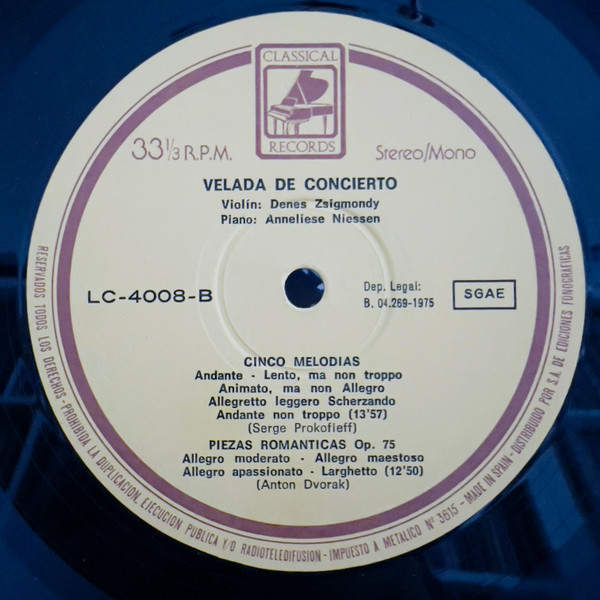 CLASSICAL
RECORDS
33 1/3 R.P.M.
Stereo/Mono
VELADA DE CONCIERTO
Violín: Denes Zsigmondy
Piano: Anneliese Niessen
LC-4008-B
Dep. Legal:
B. 04.269-1975
SGAE
CINCO MELODIAS
Andante - Lento, ma non troppo
Animato, ma non Allegro
Allegretto leggero Scherzando
Andante non troppo (13'57)
(Serge Prokofieff)
PIEZAS ROMANTICAS Op. 75
Allegro moderato - Allegro maestoso
Allegro apassionato - Larghetto (12'50)
(Anton Dvorak)
RESERVADOS TODOS LOS DERECHOS - PROHIBIDA LA DUPLICACION, EJECUCION PUBLICA Y/O RADIOTELEDIFUSION - IMPUESTO A METALICO Nº 3615 - MADE IN SPAIN - DISTRIBUIDO POR S.A. DE EDICIONES FONOGRAFICAS